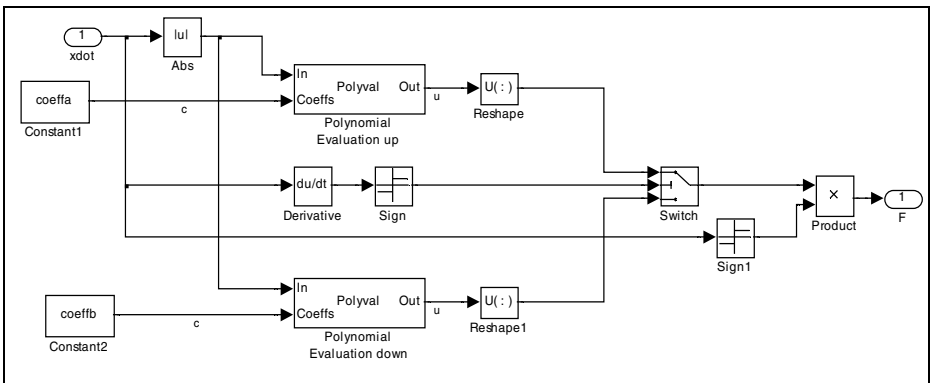 1
xdot
|u|
Abs
coeffa
Constant1
c
In
Coeffs
Polyval
Out
Polynomial
Evaluation up
u
U( : )
Reshape
du/dt
Derivative
Sign
Switch
Sign1
×
Product
1
F
coeffb
Constant2
c
In
Coeffs
Polyval
Out
Polynomial
Evaluation down
u
U( : )
Reshape1